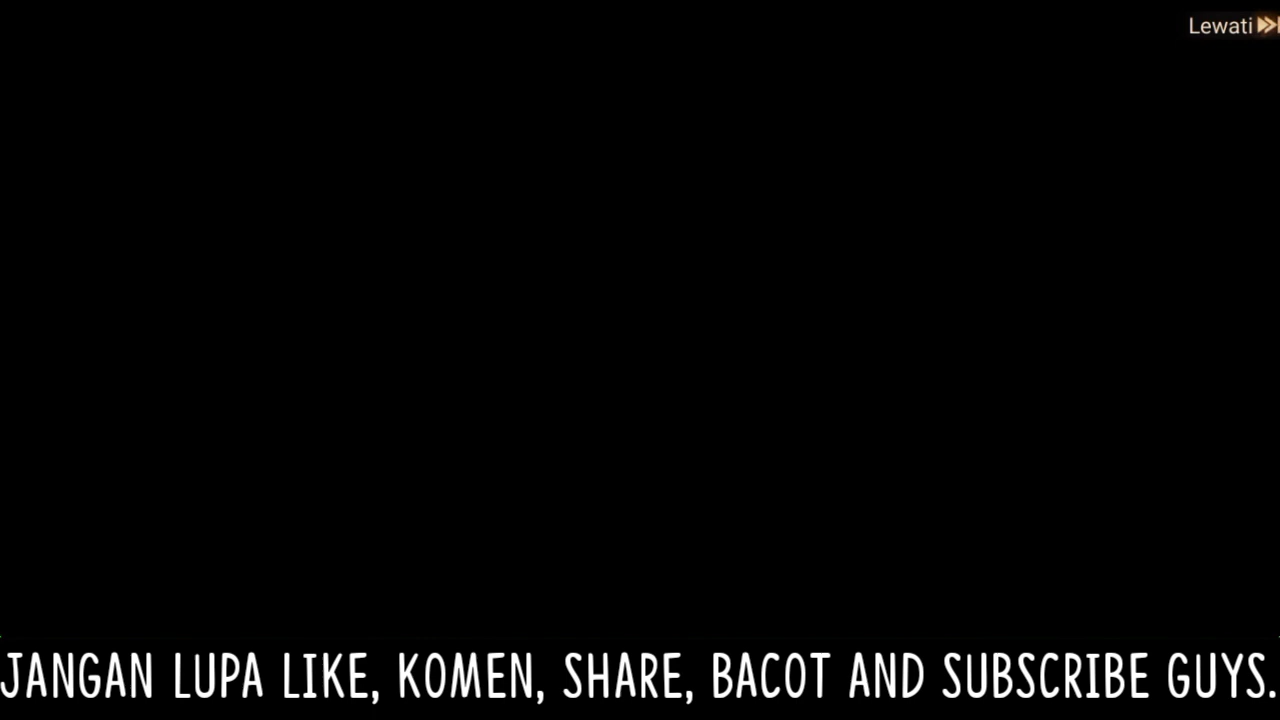 Lewati
JANGAN LUPA LIKE, KOMEN, SHARE, BACOT AND SUBSCRIBE GUYS.